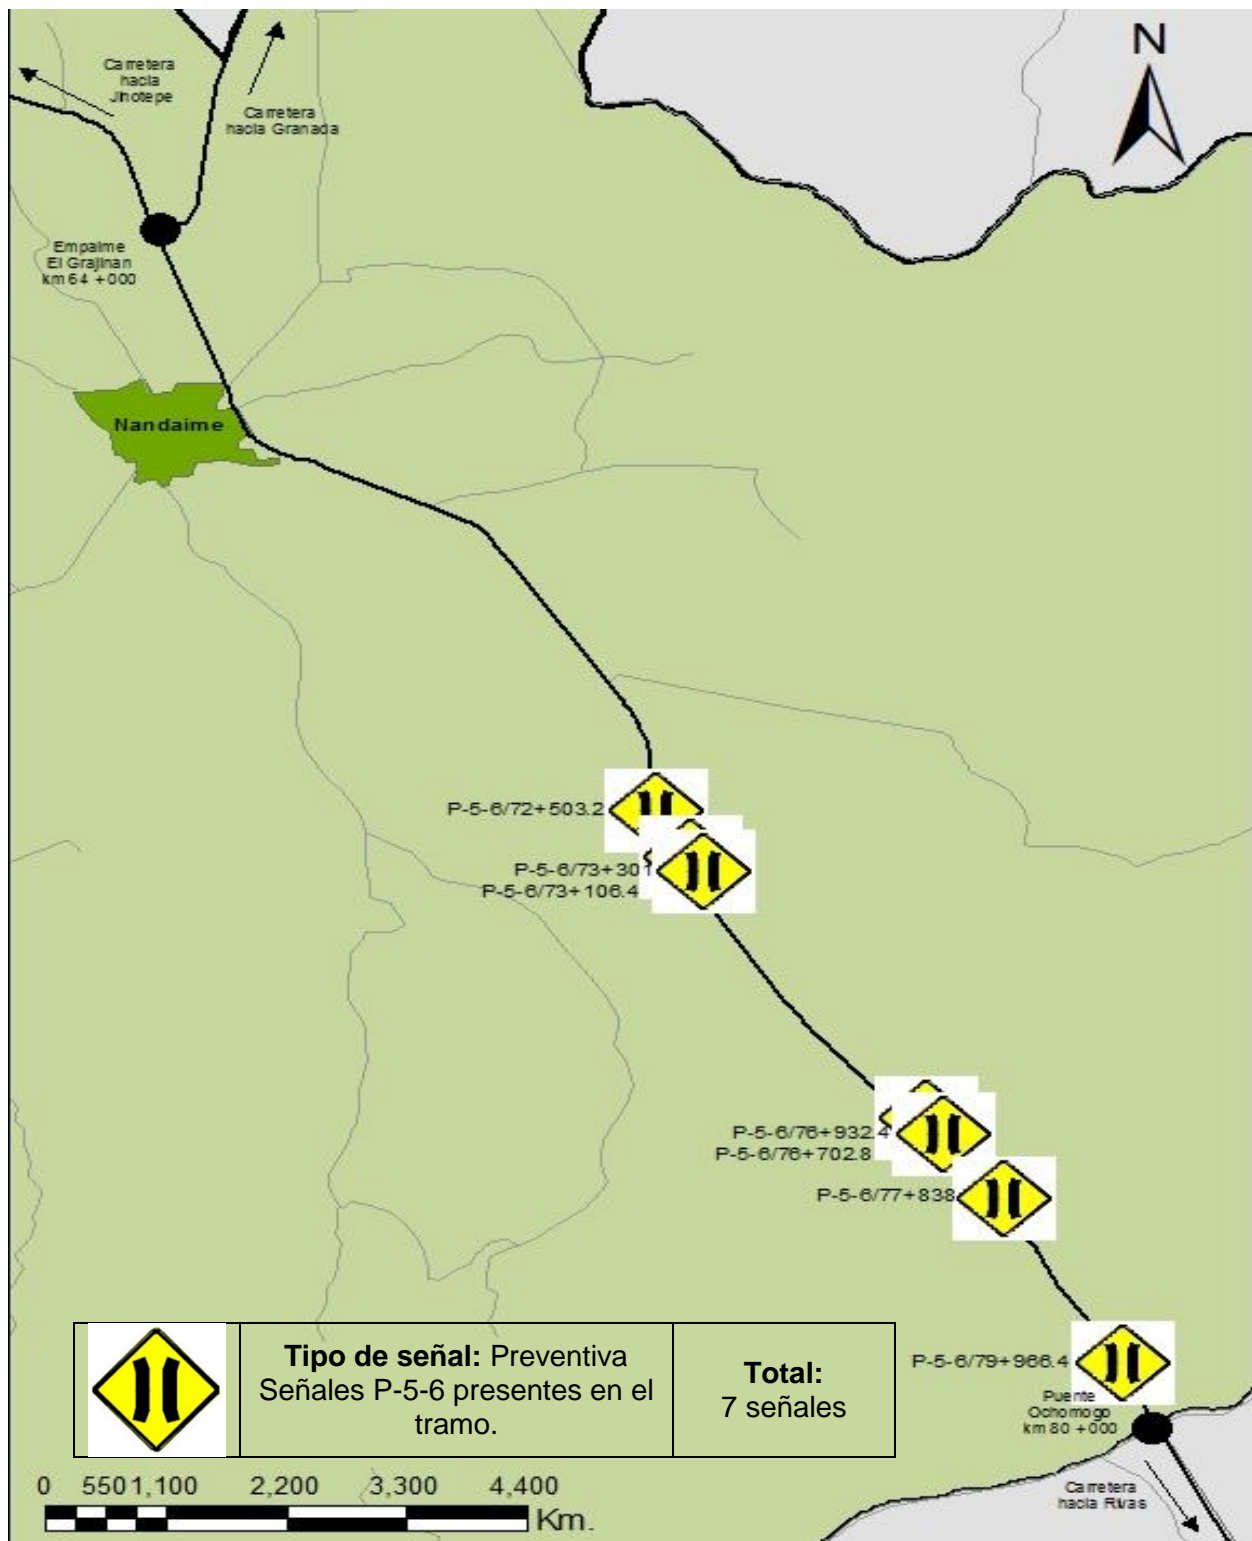 N
Carretera
hacia
Jinotepe
Carretera
hacia Granada
Empalme
El Grajinan
km 64 +000
Nandaime
P-5-6/72+503.2
P-5-6/73+301
P-5-6/73+106.4
P-5-6/76+932.4
P-5-6/76+702.8
P-5-6/77+838
P-5-6/79+966.4
Puente
Ochomogo
km 80 +000
Carretera
hacia Rivas
Tipo de señal: Preventiva
Señales P-5-6 presentes en el
tramo.
Total:
7 señales
0 550 1,100 2,200 3,300 4,400
Km.